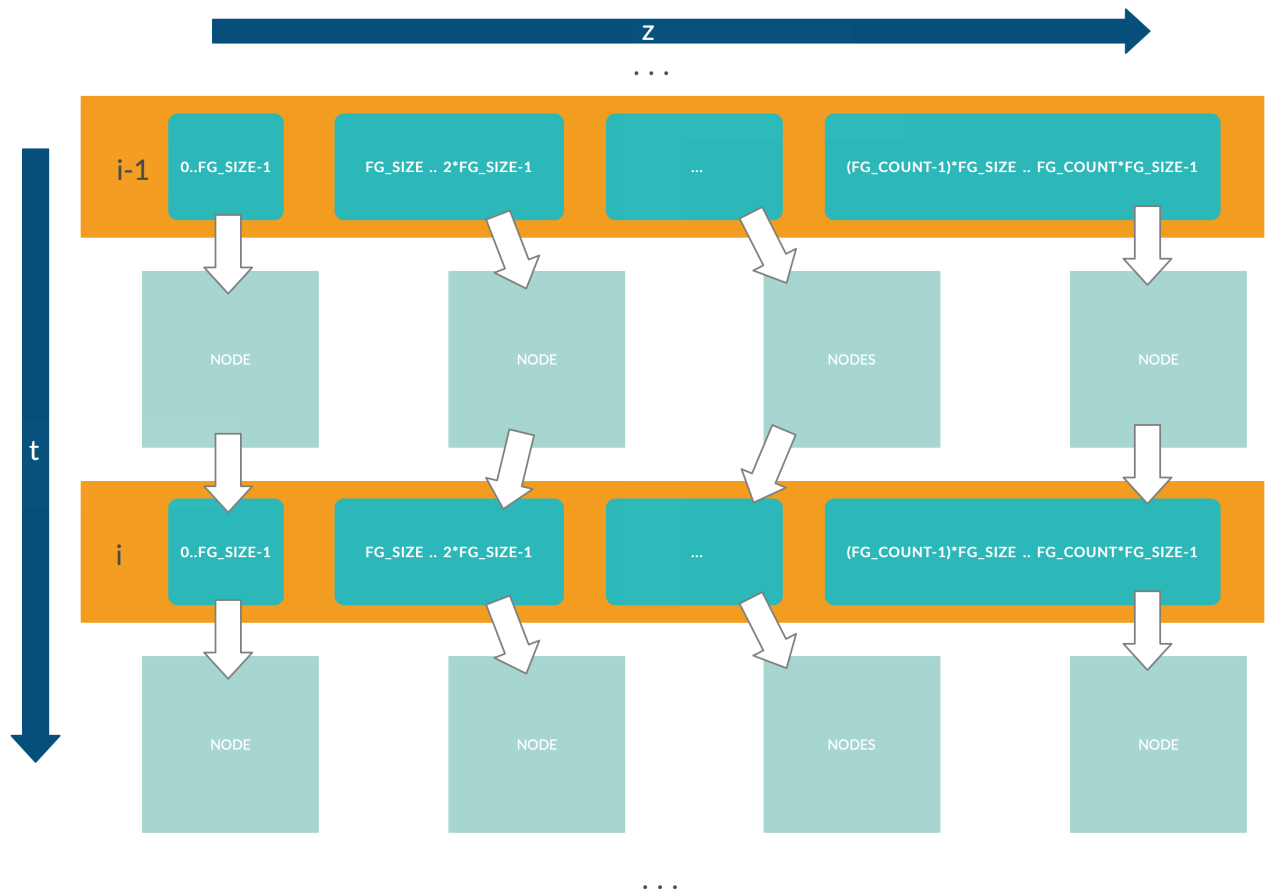 z
. . .
i-1
0..FG_SIZE-1
FG_SIZE .. 2*FG_SIZE-1
...
(FG_COUNT-1)*FG_SIZE .. FG_COUNT*FG_SIZE-1
NODE
NODE
NODES
NODE
t
i
0..FG_SIZE-1
FG_SIZE .. 2*FG_SIZE-1
...
(FG_COUNT-1)*FG_SIZE .. FG_COUNT*FG_SIZE-1
NODE
NODE
NODES
NODE
. . .